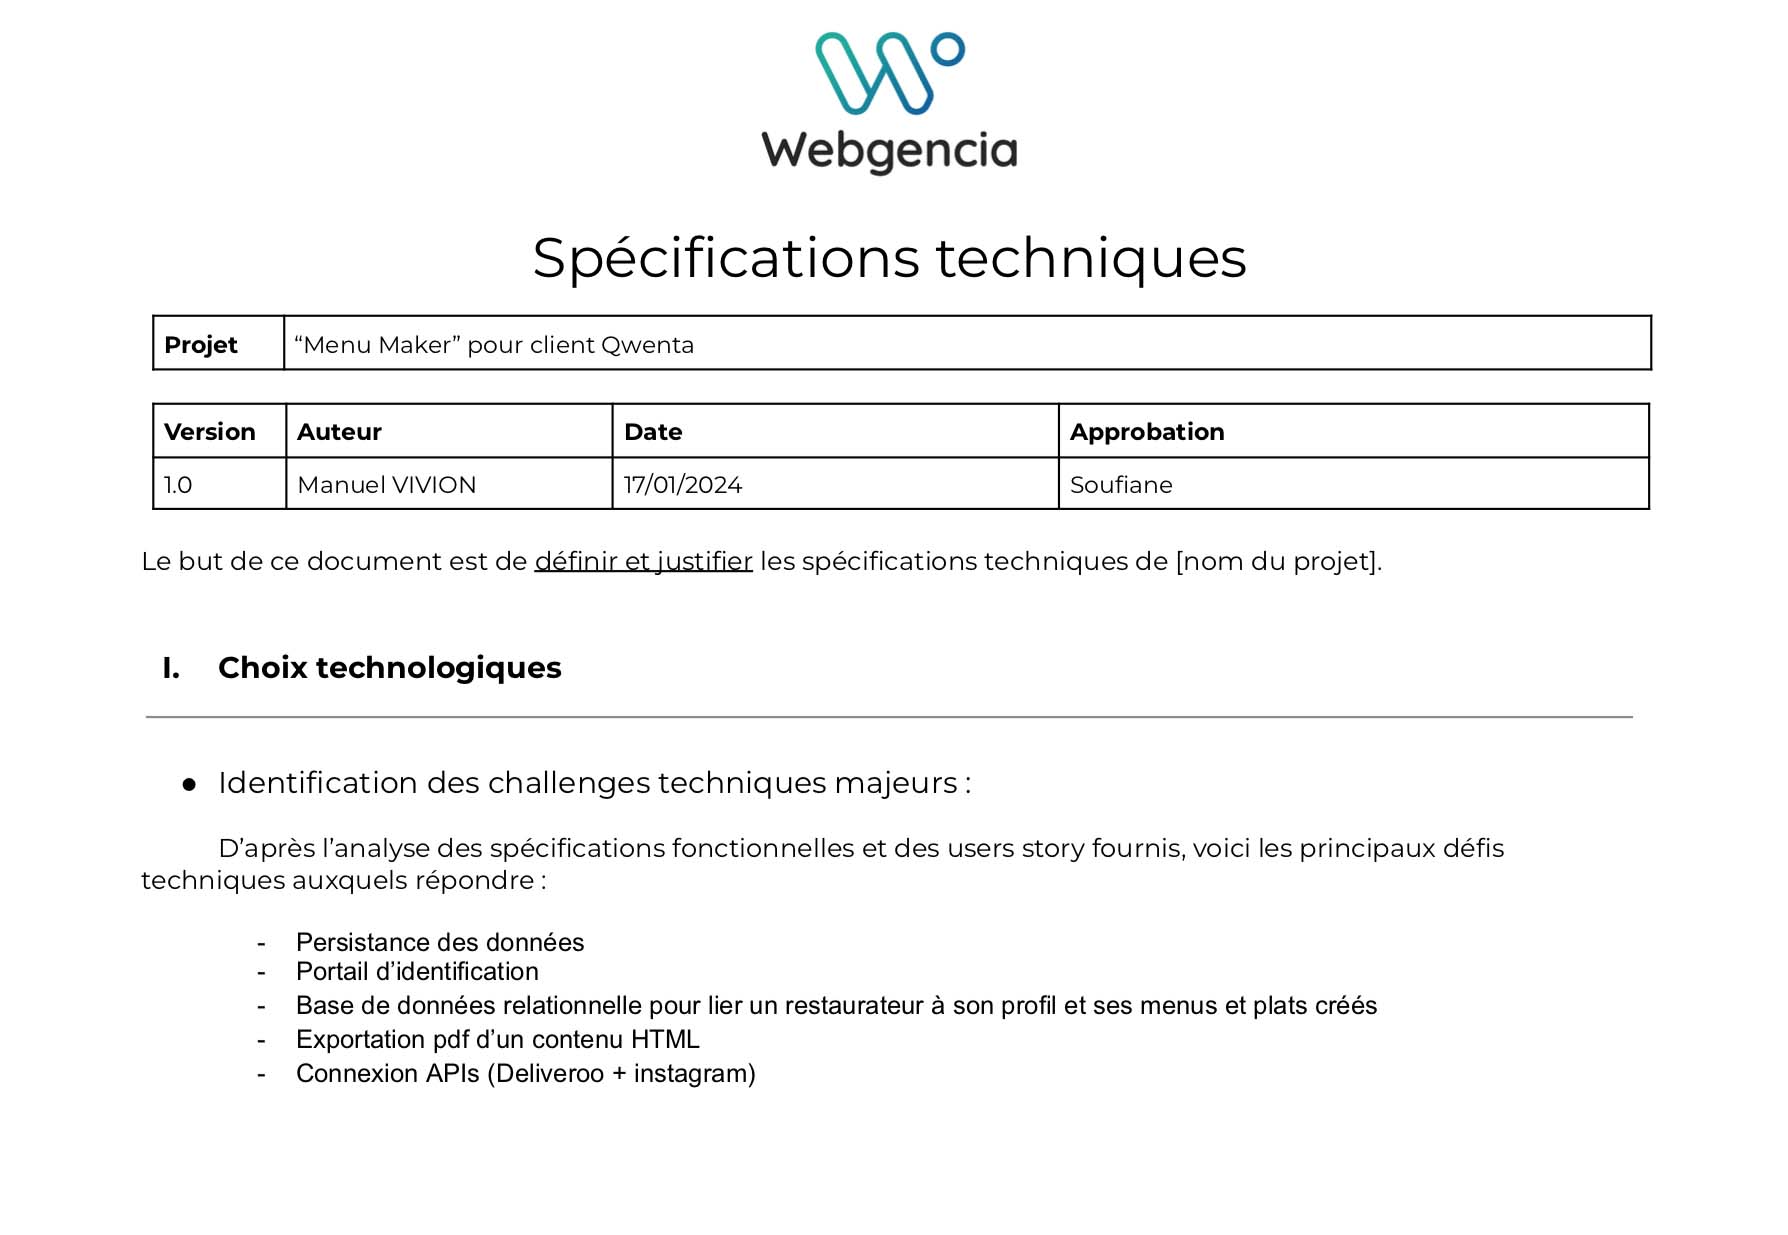 Webgencia
Spécifications techniques
Projet “Menu Maker” pour client Qwenta
Version Auteur Date Approbation
1.0 Manuel VIVION 17/01/2024 Soufiane
Le but de ce document est de définir et justifier les spécifications techniques de [nom du projet].
I. Choix technologiques
● Identification des challenges techniques majeurs :
D’après l’analyse des spécifications fonctionnelles et des users story fournis, voici les principaux défis
techniques auxquels répondre :
- Persistance des données
- Portail d’identification
- Base de données relationnelle pour lier un restaurateur à son profil et ses menus et plats créés
- Exportation pdf d’un contenu HTML
- Connexion APIs (Deliveroo + instagram)